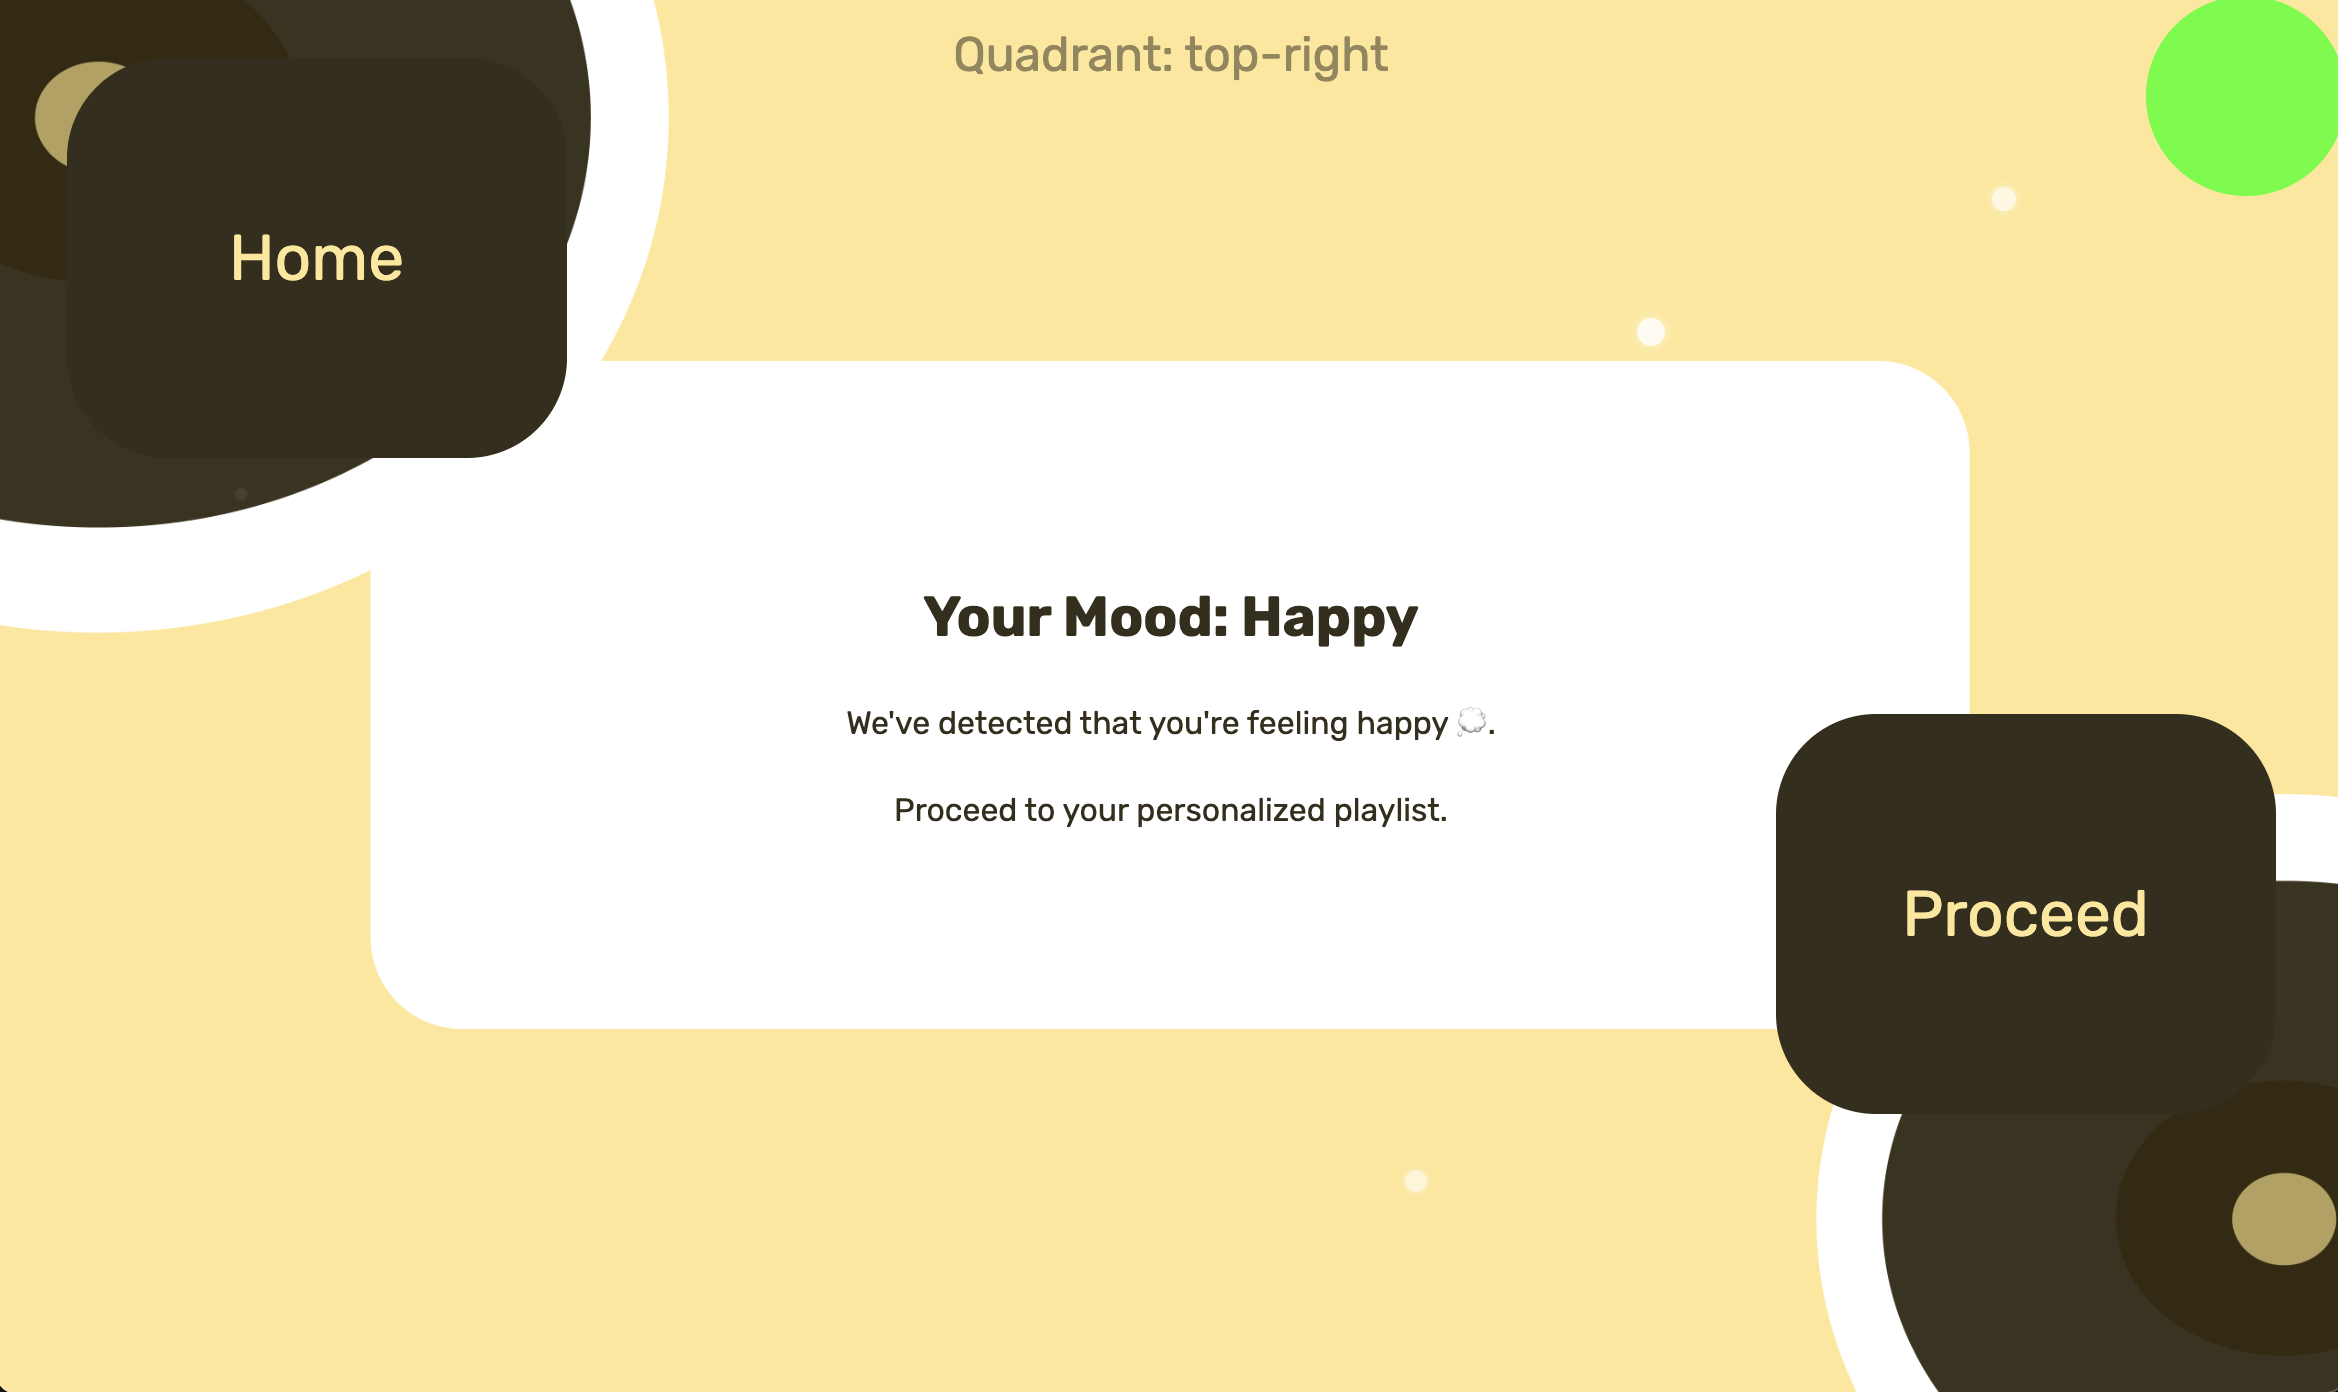 Quadrant: top-right
Home
Your Mood: Happy
We've detected that you're feeling happy 💭.
Proceed to your personalized playlist.
Proceed